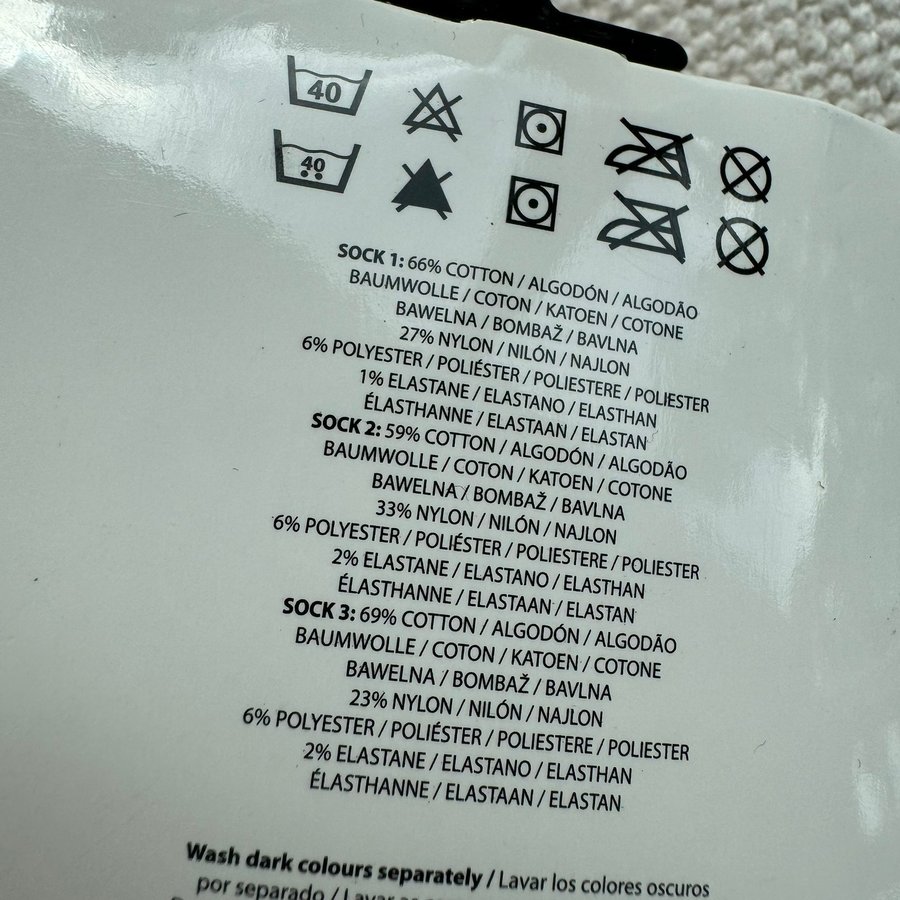 40
40
SOCK 1: 66% COTTON / ALGODÓN / ALGODÃO
BAUMWOLLE / COTON / KATOEN / COTONE
BAWELNA / BOMBAŽ / BAVLNA
27% NYLON / NILÓN / NAJLON
6% POLYESTER / POLIÉSTER / POLIESTERE / POLIESTER
1% ELASTANE / ELASTANO / ELASTHAN
ÉLASTHANNE / ELASTAAN / ELASTAN
SOCK 2: 59% COTTON / ALGODÓN / ALGODÃO
BAUMWOLLE / COTON / KATOEN / COTONE
BAWELNA / BOMBAŽ / BAVLNA
33% NYLON / NILÓN / NAJLON
6% POLYESTER / POLIÉSTER / POLIESTERE / POLIESTER
2% ELASTANE / ELASTANO / ELASTHAN
ÉLASTHANNE / ELASTAAN / ELASTAN
SOCK 3: 69% COTTON / ALGODÓN / ALGODÃO
BAUMWOLLE / COTON / KATOEN / COTONE
BAWELNA / BOMBAŽ / BAVLNA
23% NYLON / NILÓN / NAJLON
6% POLYESTER / POLIÉSTER / POLIESTERE / POLIESTER
2% ELASTANE / ELASTANO / ELASTHAN
ÉLASTHANNE / ELASTAAN / ELASTAN
Wash dark colours separately / Lavar los colores oscuros
por separado / Lavar